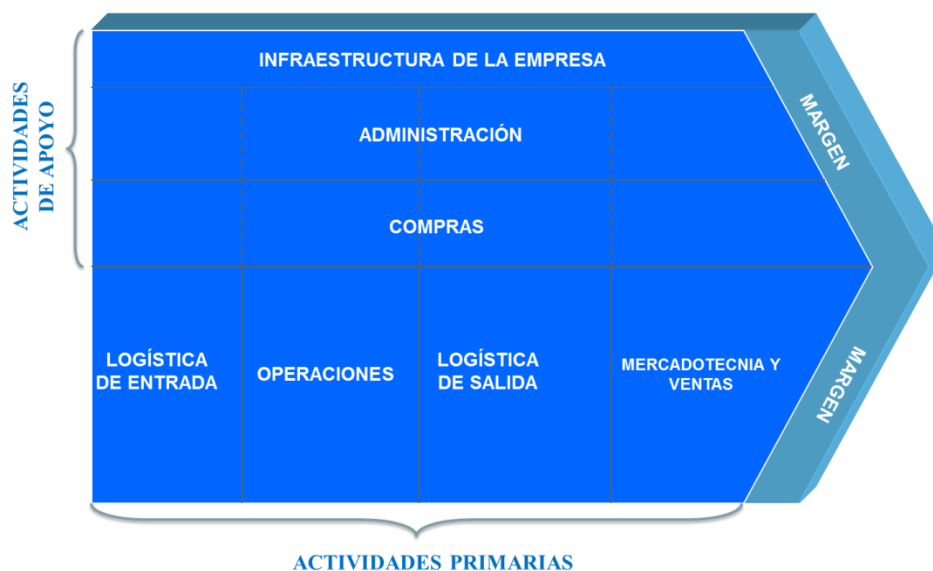 ACTIVIDADES
DE APOYO
INFRAESTRUCTURA DE LA EMPRESA
ADMINISTRACIÓN
COMPRAS
MARGEN
LOGÍSTICA
DE ENTRADA
OPERACIONES
LOGÍSTICA
DE SALIDA
MERCADOTECNIA Y
VENTAS
MARGEN
ACTIVIDADES PRIMARIAS